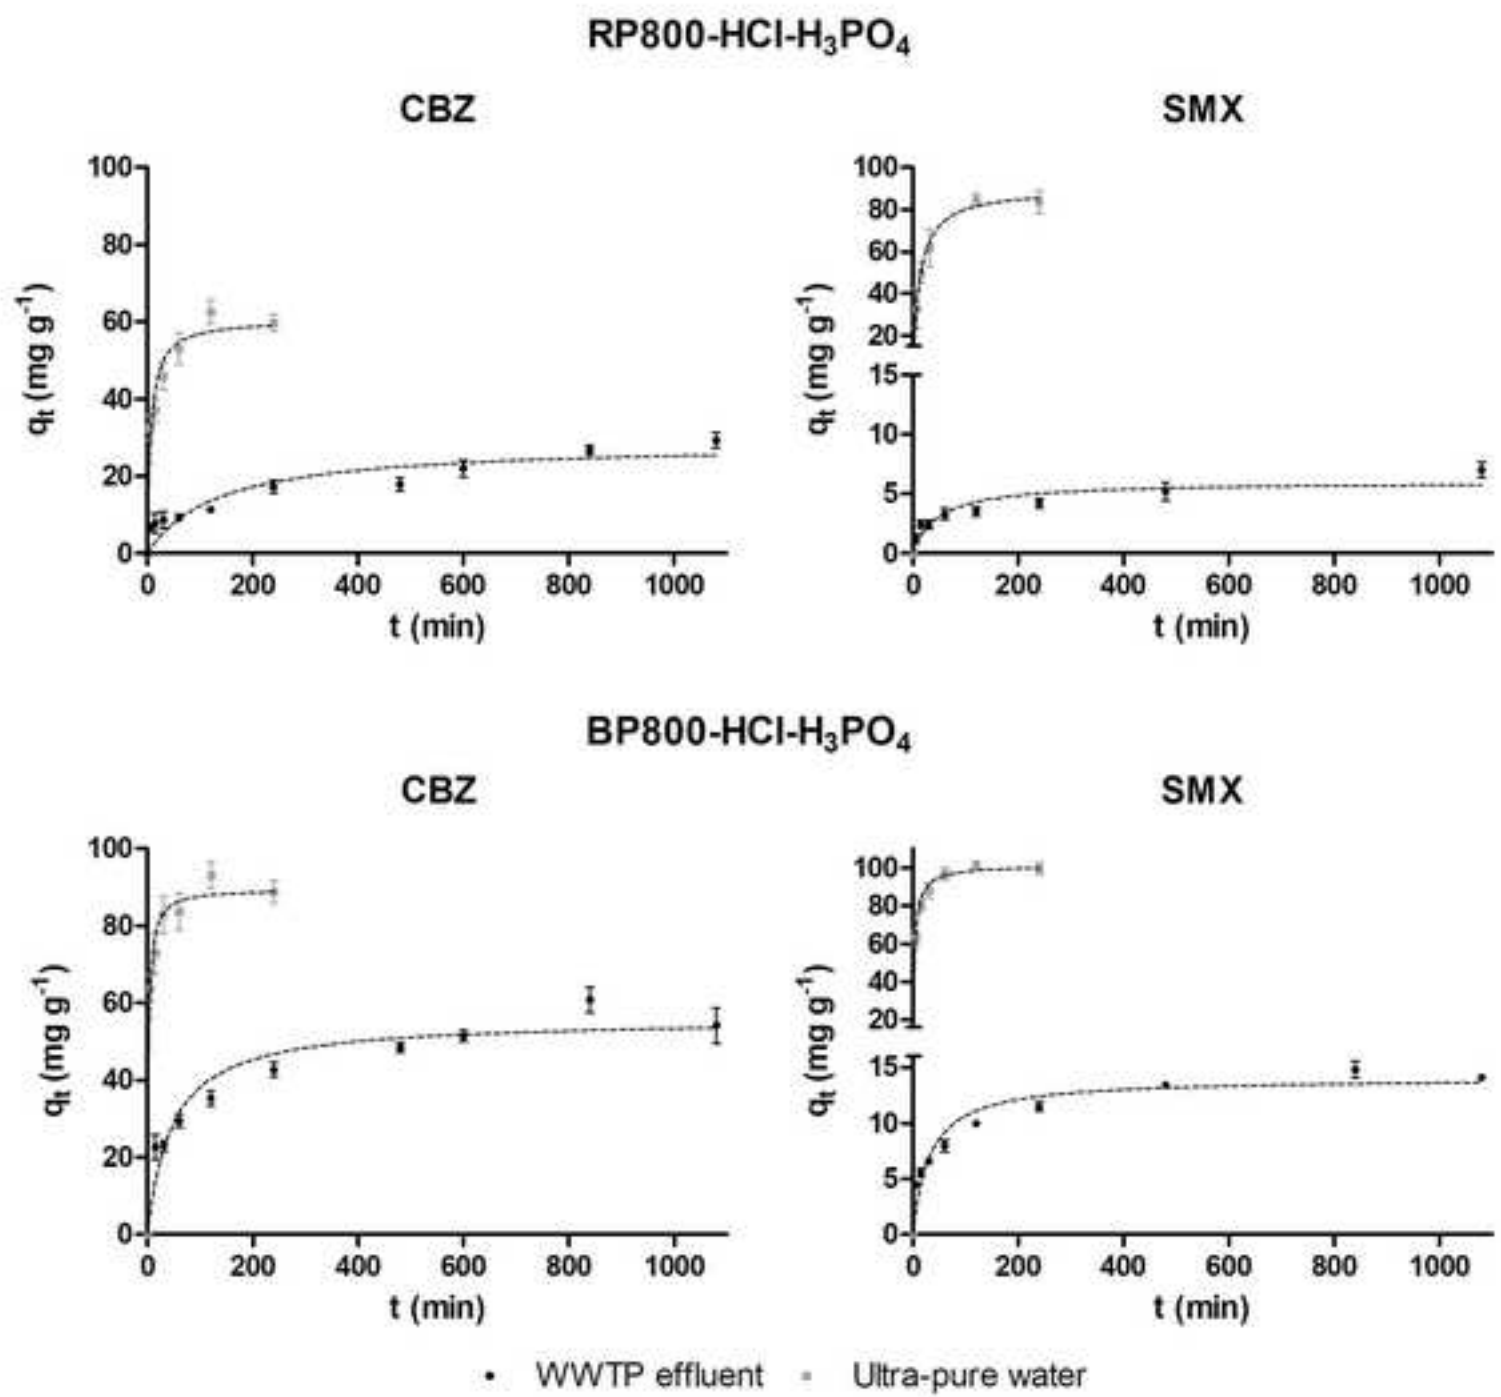 RP800-HCl-H₃PO₄
CBZ
SMX
100
80
60
40
20
0
qt (mg g⁻¹)
0 200 400 600 800 1000
t (min)
100
80
60
40
20
15
10
5
0
qt (mg g⁻¹)
0 200 400 600 800 1000
t (min)
BP800-HCl-H₃PO₄
CBZ
SMX
100
80
60
40
20
0
qt (mg g⁻¹)
0 200 400 600 800 1000
t (min)
100
80
60
40
20
15
10
5
0
qt (mg g⁻¹)
0 200 400 600 800 1000
t (min)
WWTP effluent Ultra-pure water